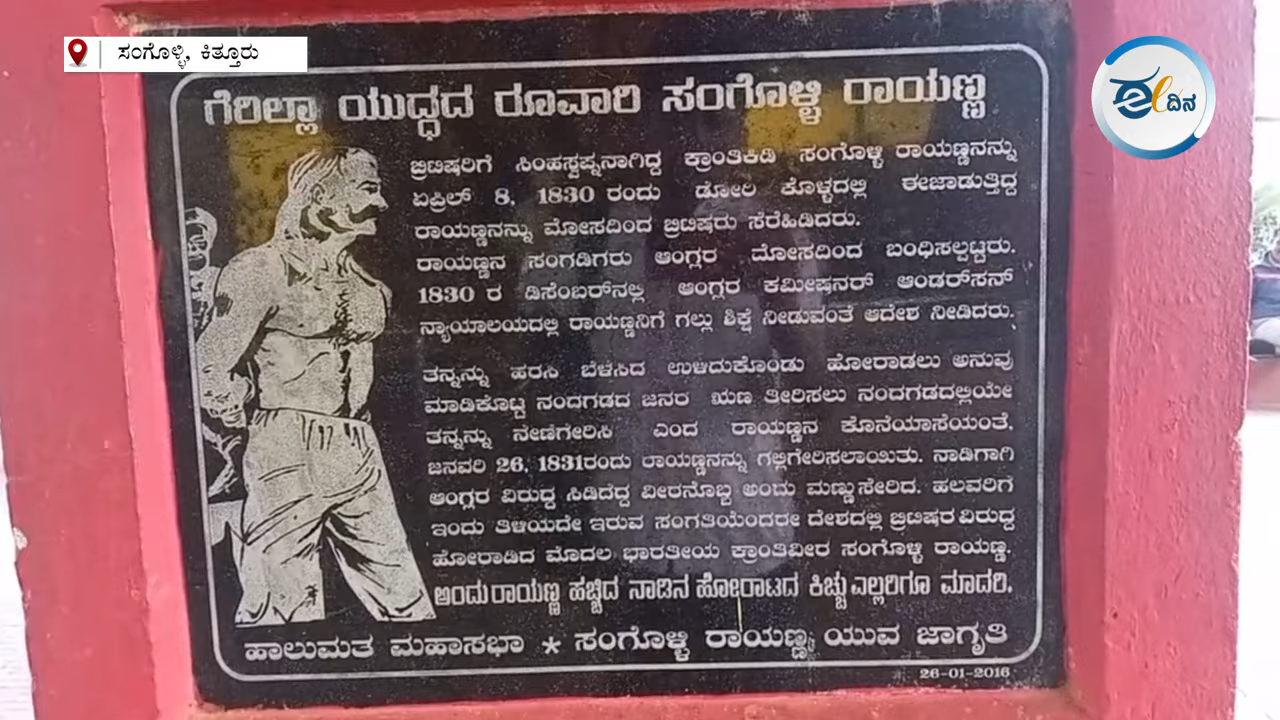 ಸಂಗೊಳ್ಳಿ, ಕಿತ್ತೂರು
ಈ ದಿನ
ಗೆರಿಲ್ಲಾ ಯುದ್ಧದ ರೂವಾರಿ ಸಂಗೊಳ್ಳಿ ರಾಯಣ್ಣ
ಬ್ರಿಟಿಷರಿಗೆ ಸಿಂಹಸ್ವಪ್ನನಾಗಿದ್ದ ಕ್ರಾಂತಿಕಿಡಿ ಸಂಗೊಳ್ಳಿ ರಾಯಣ್ಣನನ್ನು
ಏಪ್ರಿಲ್ 8, 1830 ರಂದು ಡೋರಿ ಕೊಳ್ಳದಲ್ಲಿ ಈಜಾಡುತ್ತಿದ್ದ
ರಾಯಣ್ಣನನ್ನು ಮೋಸದಿಂದ ಬ್ರಿಟಿಷರು ಸೆರೆಹಿಡಿದರು.
ರಾಯಣ್ಣನ ಸಂಗಡಿಗರು ಆಂಗ್ಲರ ಮೋಸದಿಂದ ಬಂಧಿಸಲ್ಪಟ್ಟರು.
1830 ರ ಡಿಸೆಂಬರ್‌ನಲ್ಲಿ ಆಂಗ್ಲರ ಕಮೀಷನರ್ ಆಂಡರ್‌ಸನ್
ನ್ಯಾಯಾಲಯದಲ್ಲಿ ರಾಯಣ್ಣನಿಗೆ ಗಲ್ಲು ಶಿಕ್ಷೆ ನೀಡುವಂತೆ ಆದೇಶ ನೀಡಿದರು.
ತನ್ನನ್ನು ಹರಸಿ ಬೆಳಸಿದ ಉಳಿದುಕೊಂಡು ಹೋರಾಡಲು ಅನುವು
ಮಾಡಿಕೊಟ್ಟ ನಂದಗಡದ ಜನರ ಋಣ ತೀರಿಸಲು ನಂದಗಡದಲ್ಲಿಯೇ
ತನ್ನನ್ನು ನೇಣಿಗೇರಿಸಿ ಎಂದ ರಾಯಣ್ಣನ ಕೊನೆಯಾಸೆಯಂತೆ,
ಜನವರಿ 26, 1831ರಂದು ರಾಯಣ್ಣನನ್ನು ಗಲ್ಲಿಗೇರಿಸಲಾಯಿತು. ನಾಡಿಗಾಗಿ
ಆಂಗ್ಲರ ವಿರುದ್ಧ ಸಿಡಿದೆದ್ದ ವೀರನೊಬ್ಬ ಅಂದು ಮಣ್ಣುಸೇರಿದ. ಹಲವರಿಗೆ
ಇಂದು ತಿಳಿಯದೇ ಇರುವ ಸಂಗತಿಯೆಂದರೇ ದೇಶದಲ್ಲಿ ಬ್ರಿಟಿಷರ ವಿರುದ್ಧ
ಹೋರಾಡಿದ ಮೊದಲ ಭಾರತೀಯ ಕ್ರಾಂತಿವೀರ ಸಂಗೊಳ್ಳಿ ರಾಯಣ್ಣ.
ಅಂದು ರಾಯಣ್ಣ ಹಚ್ಚಿದ ನಾಡಿನ ಹೋರಾಟದ ಕಿಚ್ಚು ಎಲ್ಲರಿಗೂ ಮಾದರಿ.
ಹಾಲುಮತ ಮಹಾಸಭಾ * ಸಂಗೊಳ್ಳಿ ರಾಯಣ್ಣ ಯುವ ಜಾಗೃತಿ
26-01-2016